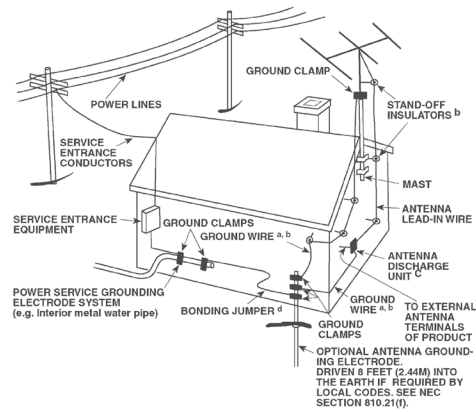 GROUND CLAMP
POWER LINES
STAND-OFF
INSULATORS b
SERVICE
ENTRANCE
CONDUCTORS
MAST
ANTENNA
LEAD-IN WIRE
SERVICE ENTRANCE
EQUIPMENT
GROUND CLAMPS
GROUND WIRE a, b
ANTENNA
DISCHARGE
UNIT C
POWER SERVICE GROUNDING
ELECTRODE SYSTEM
(e.g. Interior metal water pipe)
BONDING JUMPER d
GROUND
WIRE a, b
TO EXTERNAL
ANTENNA
TERMINALS
OF PRODUCT
GROUND
CLAMPS
OPTIONAL ANTENNA GROUND-
ING ELECTRODE.
DRIVEN 8 FEET (2.44M) INTO
THE EARTH IF REQUIRED BY
LOCAL CODES. SEE NEC
SECTION 810.21(f).